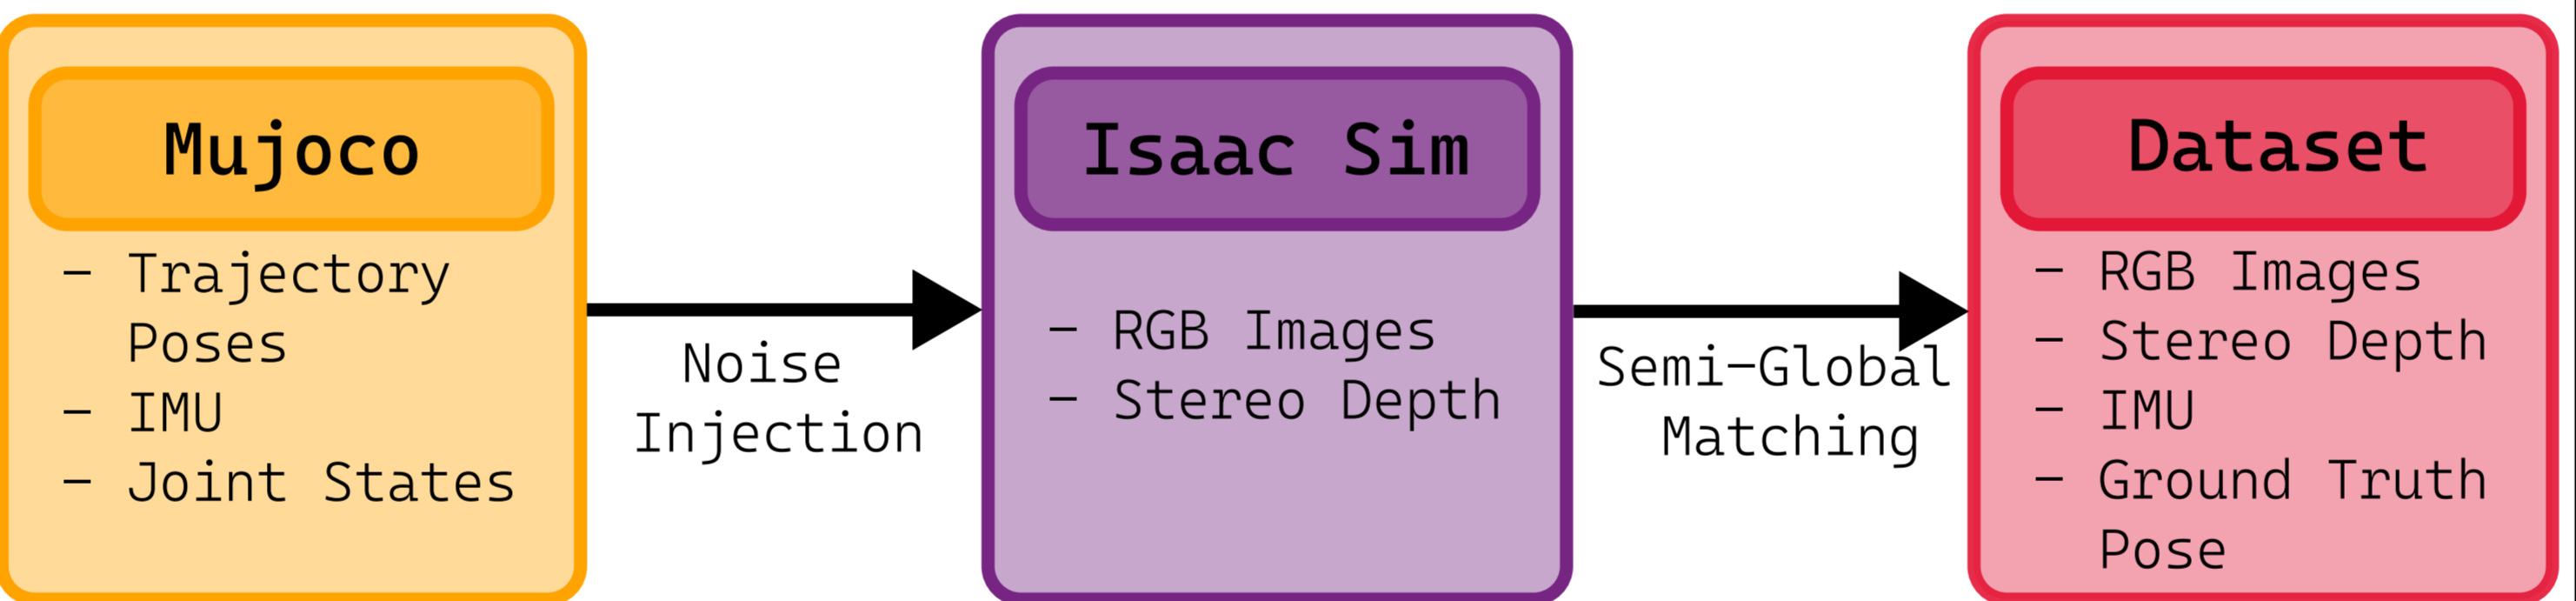 Mujoco
- Trajectory
Poses
- IMU
- Joint States
Noise
Injection
Isaac Sim
- RGB Images
- Stereo Depth
Semi-Global
Matching
Dataset
- RGB Images
- Stereo Depth
- IMU
- Ground Truth
Pose